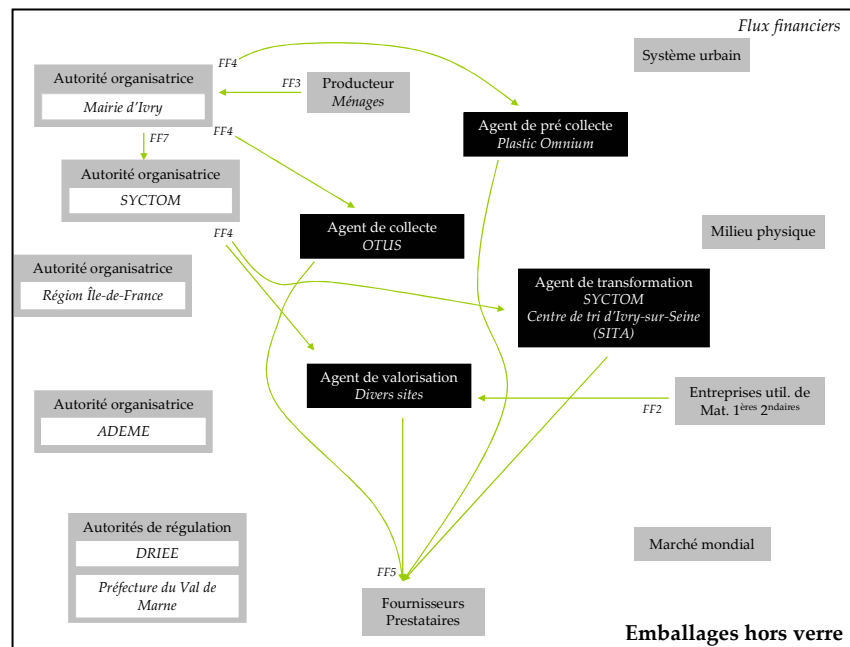 Flux financiers
FF4
Système urbain
Autorité organisatrice
Mairie d'Ivry
FF3
Producteur
Ménages
FF4
FF7
Agent de pré collecte
Plastic Omnium
Autorité organisatrice
SYCTOM
FF4
Agent de collecte
OTUS
Milieu physique
Autorité organisatrice
Région Île-de-France
Agent de transformation
SYCTOM
Centre de tri d'Ivry-sur-Seine
(SITA)
Agent de valorisation
Divers sites
FF2
Entreprises util. de
Mat. 1ères 2ndaires
Autorité organisatrice
ADEME
Autorités de régulation
DRIEE
Préfecture du Val de
Marne
Marché mondial
FF5
Fournisseurs
Prestataires
Emballages hors verre